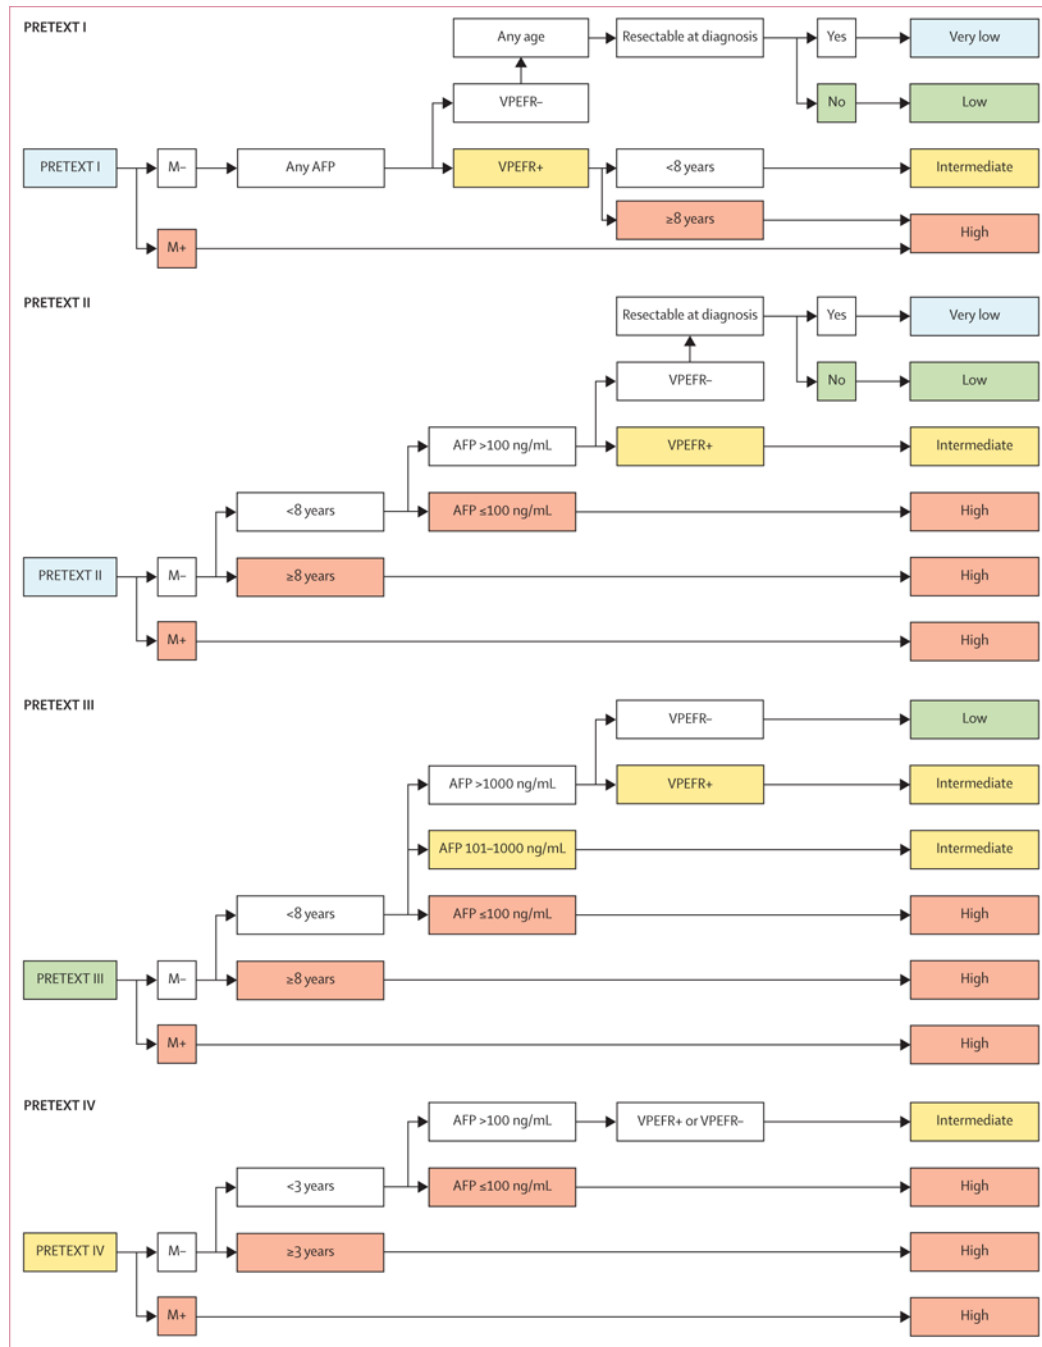 PRETEXT I
Any age
Resectable at diagnosis
Yes
Very low
VPEFR–
No
Low
PRETEXT I
M–
Any AFP
VPEFR+
<8 years
Intermediate
≥8 years
High
M+
PRETEXT II
Resectable at diagnosis
Yes
Very low
VPEFR–
No
Low
AFP >100 ng/mL
VPEFR+
Intermediate
<8 years
AFP ≤100 ng/mL
High
PRETEXT II
M–
≥8 years
High
M+
High
PRETEXT III
VPEFR–
Low
AFP >1000 ng/mL
VPEFR+
Intermediate
AFP 101–1000 ng/mL
Intermediate
<8 years
AFP ≤100 ng/mL
High
PRETEXT III
M–
≥8 years
High
M+
High
PRETEXT IV
AFP >100 ng/mL
VPEFR+ or VPEFR–
Intermediate
<3 years
AFP ≤100 ng/mL
High
PRETEXT IV
M–
≥3 years
High
M+
High